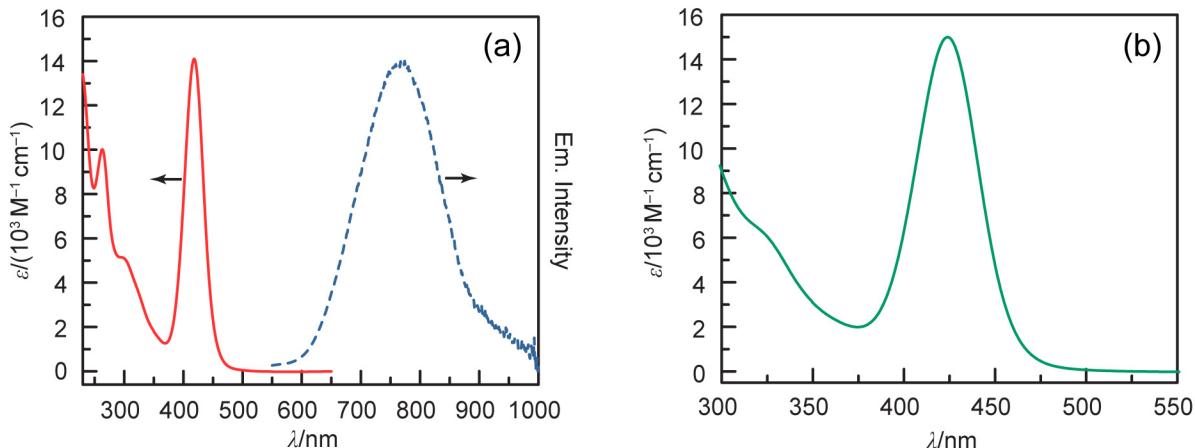 (a)
16
14
12
10
8
6
4
2
0
ε/(10³ M⁻¹ cm⁻¹)
Em. Intensity
300 400 500 600 700 800 900 1000
λ/nm
(b)
16
14
12
10
8
6
4
2
0
ε/10³ M⁻¹ cm⁻¹)
300 350 400 450 500 550
λ/nm